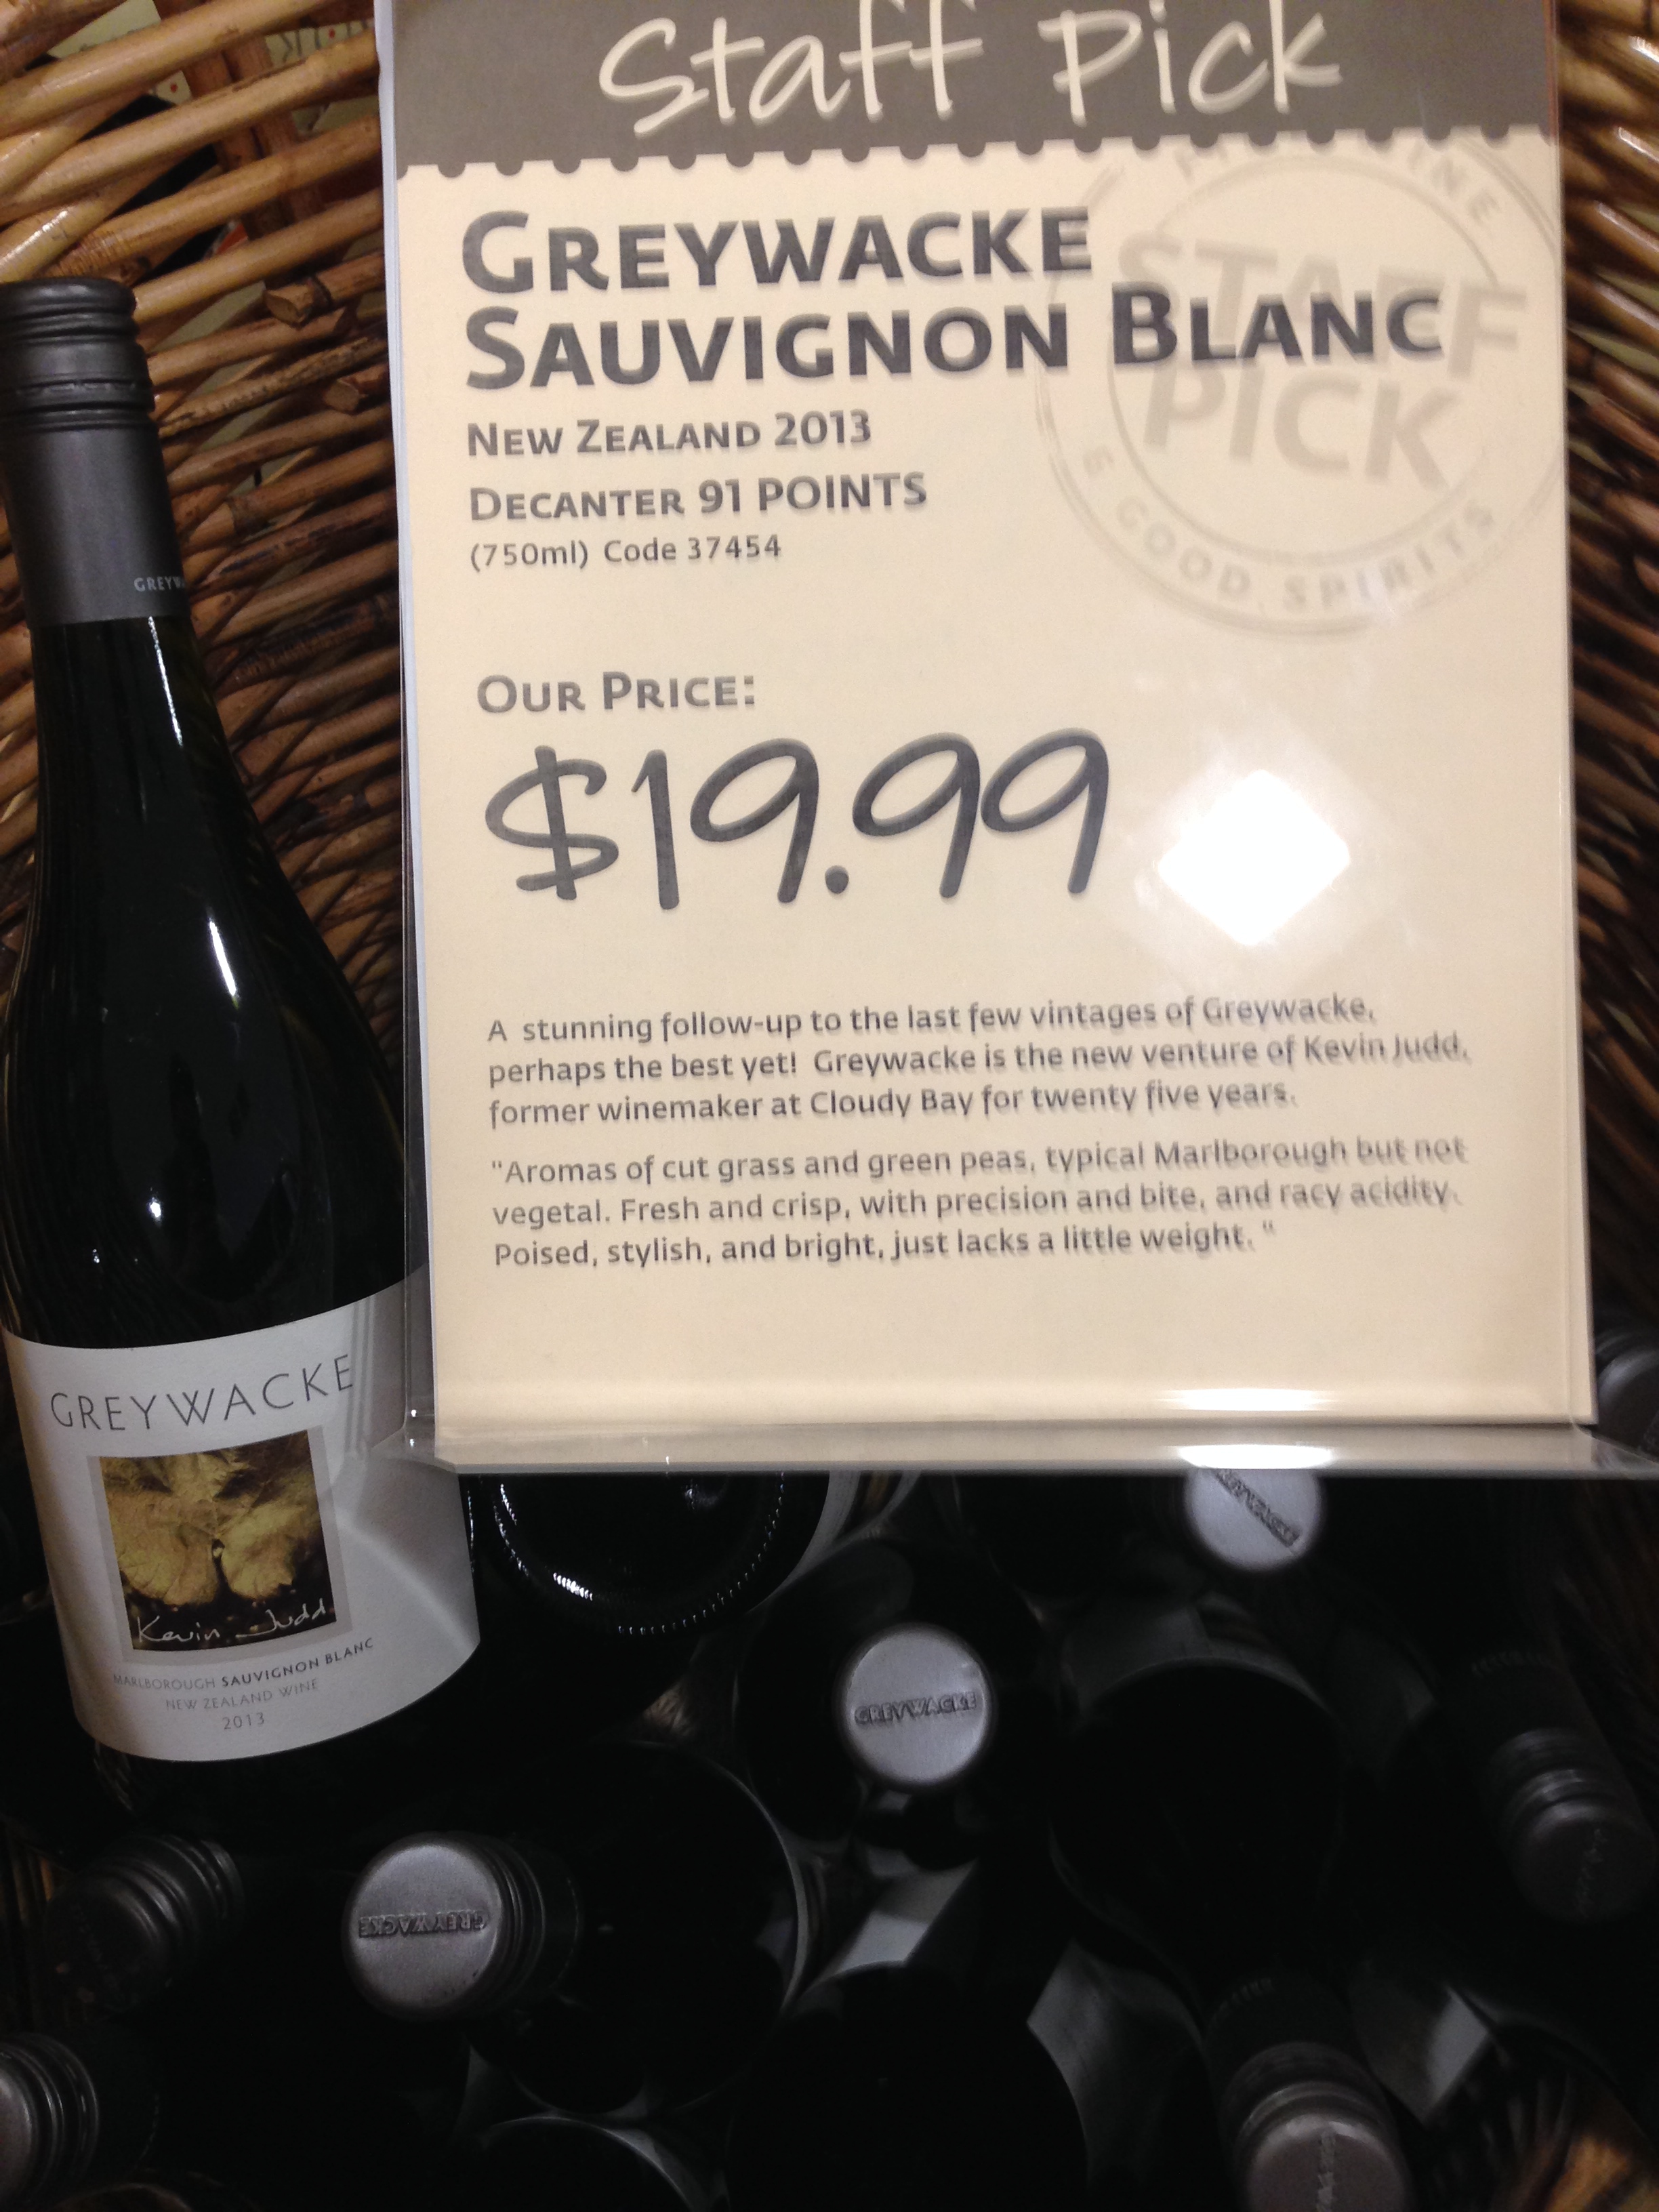 Staff Pick
GREYWACKE
SAUVIGNON BLANC
NEW ZEALAND 2013
DECANTER 91 POINTS
(750ml) Code 37454
STAFF
PICK
E GOOD SPIRITS
OUR PRICE:
$19.99
A stunning follow-up to the last few vintages of Greywacke,
perhaps the best yet! Greywacke is the new venture of Kevin Judd,
former winemaker at Cloudy Bay for twenty five years.
"Aromas of cut grass and green peas, typical Marlborough but not
vegetal. Fresh and crisp, with precision and bite, and racy acidity.
Poised, stylish, and bright, just lacks a little weight. "
GREYWACKE
Kevin Judd
MARLBOROUGH SAUVIGNON BLANC
NEW ZEALAND WINE
2013
GREYWACKE
GREYWACKE